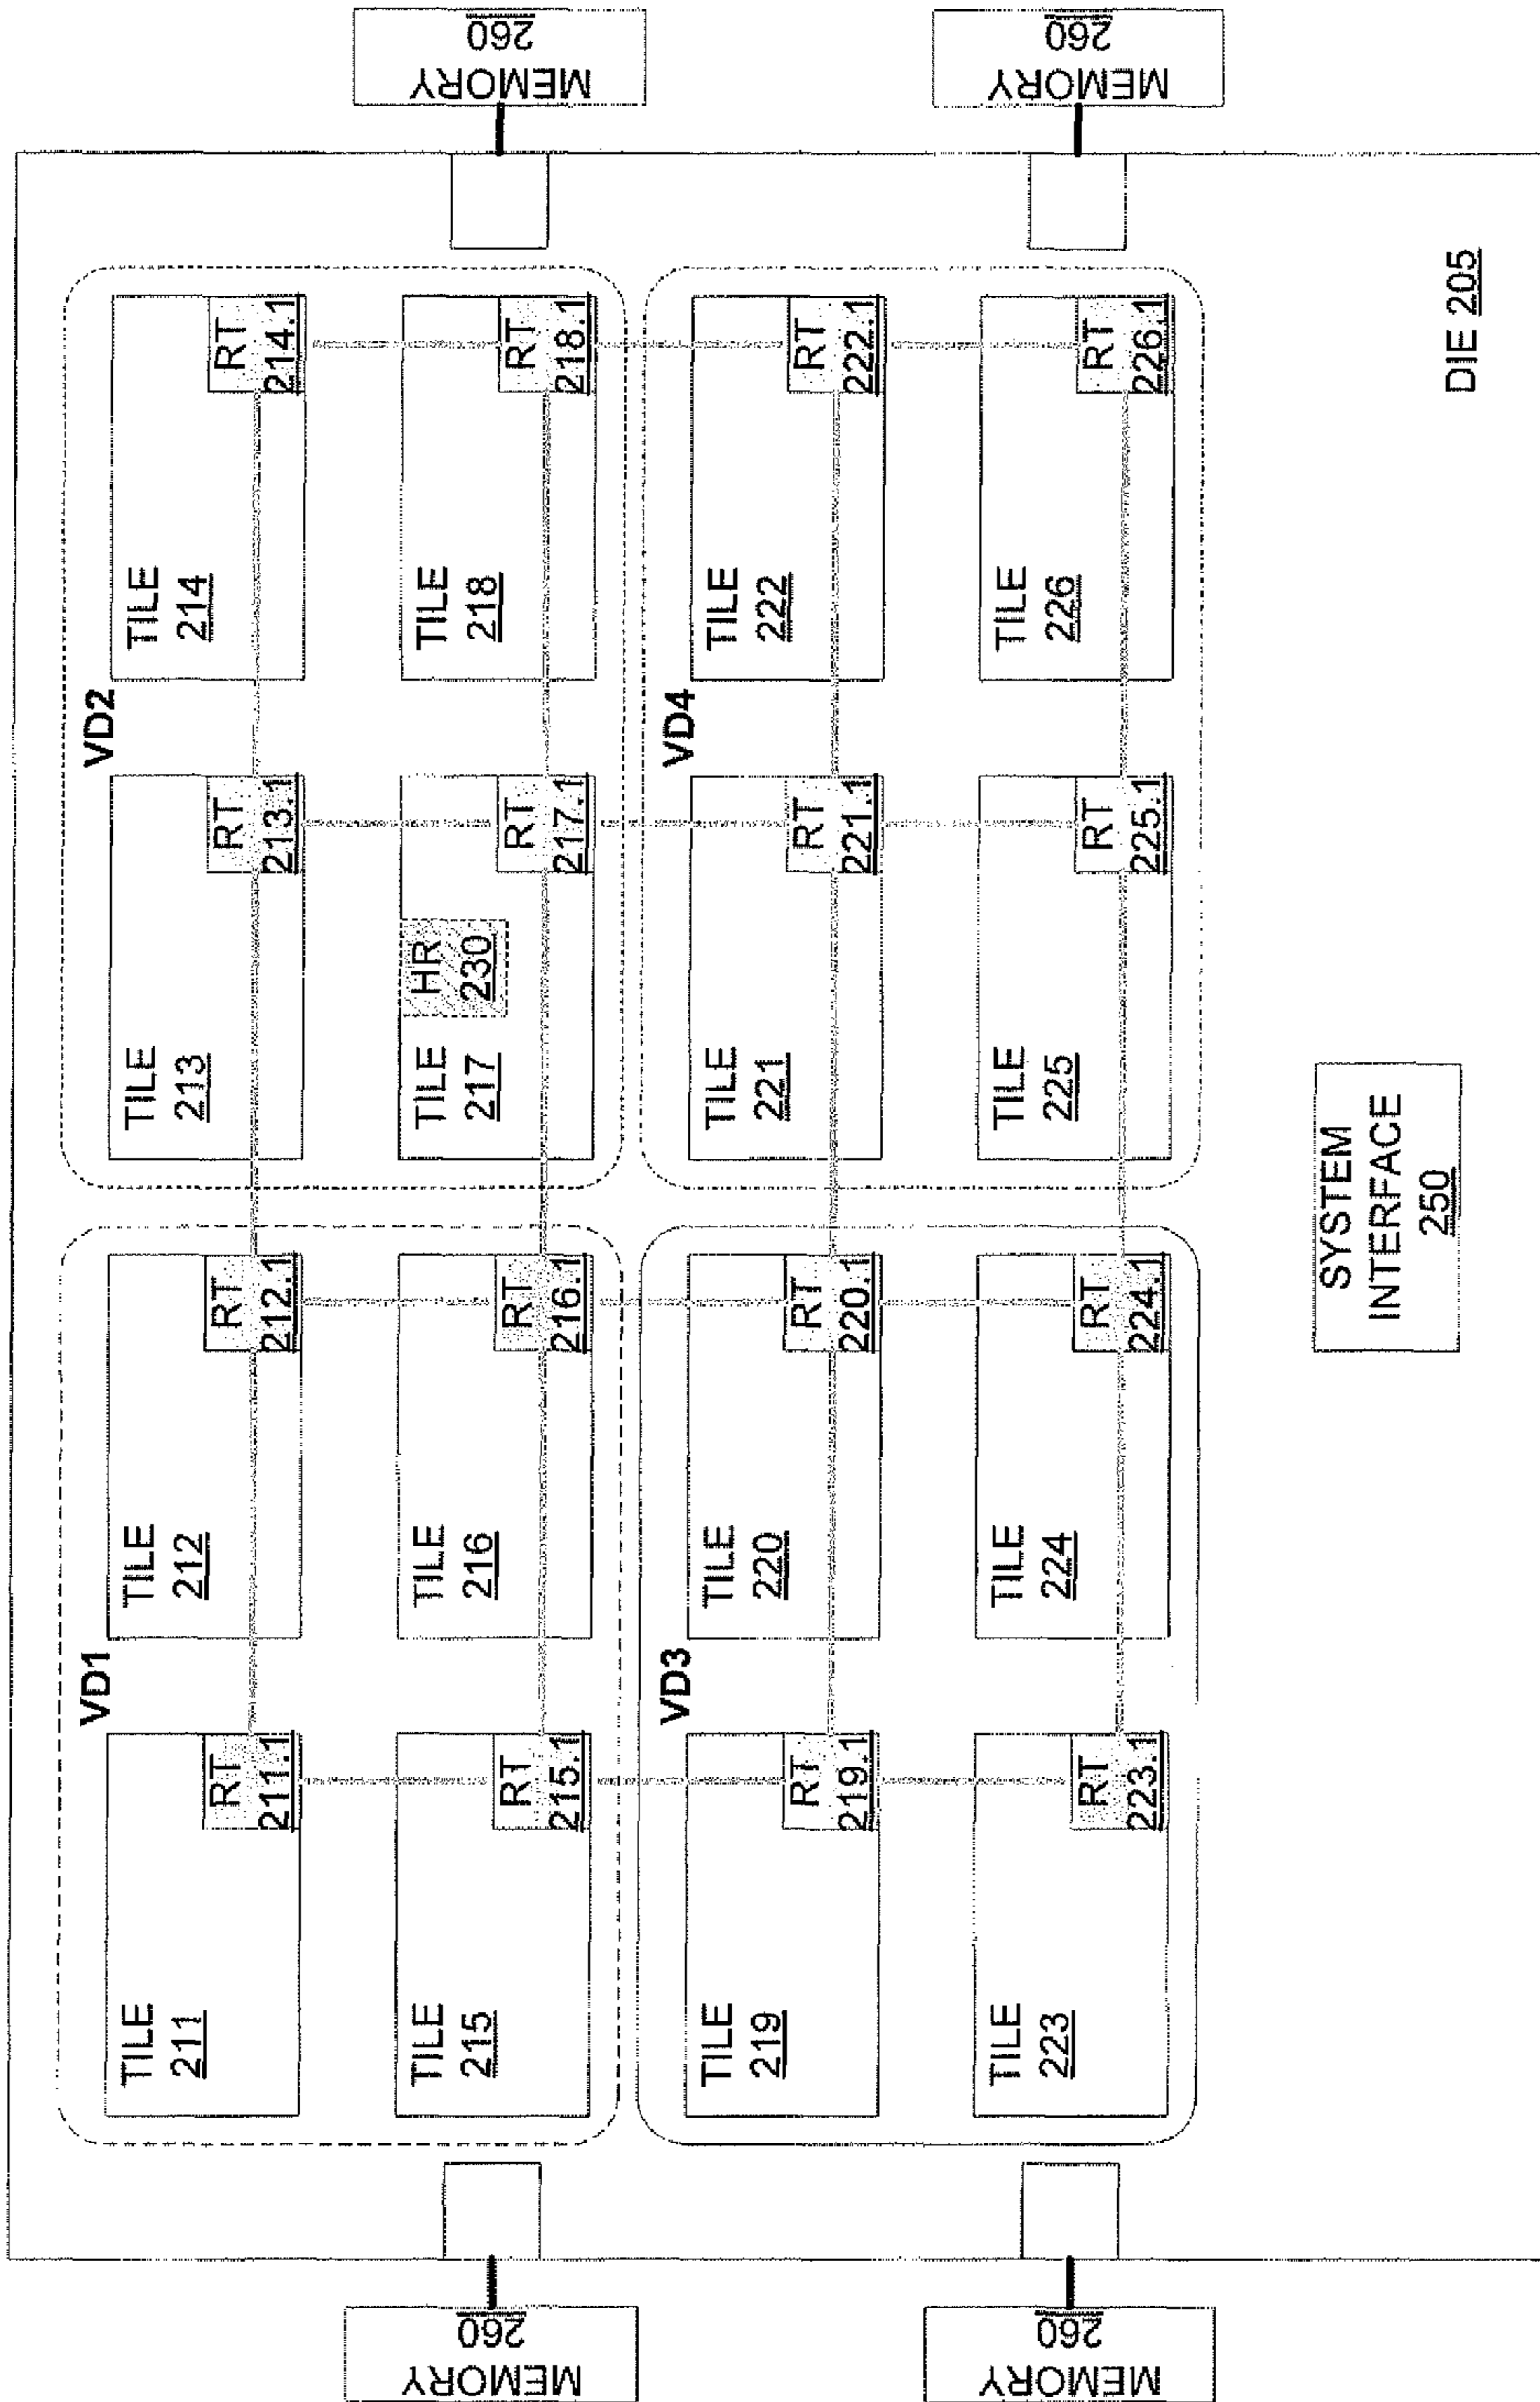 VD1
VD2
TILE
211
RT
211.1
TILE
212
RT
212.1
TILE
213
RT
213.1
TILE
214
RT
214.1
TILE
215
RT
215.1
TILE
216
RT
216.1
TILE
217
HR
230
RT
217.1
TILE
218
RT
218.1
VD3
VD4
TILE
219
RT
219.1
TILE
220
RT
220.1
TILE
221
RT
221.1
TILE
222
RT
222.1
TILE
223
RT
223.1
TILE
224
RT
224.1
TILE
225
RT
225.1
TILE
226
RT
226.1
MEMORY
260
MEMORY
260
MEMORY
260
MEMORY
260
SYSTEM
INTERFACE
250
DIE 205